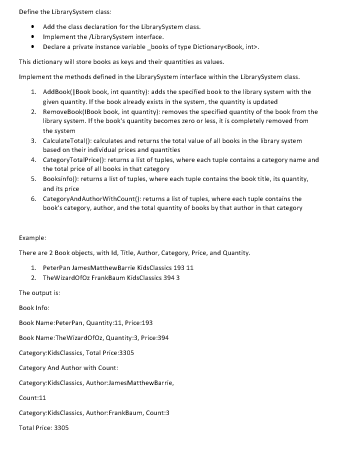 Define the LibrarySystem class:
• Add the class declaration for the LibrarySystem class.
• Implement the ILibrarySystem interface.
• Declare a private instance variable _books of type Dictionary<Book, int>.
This dictionary will store books as keys and their quantities as values.
Implement the methods defined in the LibrarySystem interface within the LibrarySystem class.
1. AddBook(IBook book, int quantity): adds the specified book to the library system with the
given quantity. If the book already exists in the system, the quantity is updated
2. RemoveBook(IBook book, int quantity): removes the specified quantity of the book from the
library system. If the book's quantity becomes zero or less, it is completely removed from
the system
3. CalculateTotal(): calculates and returns the total value of all books in the library system
based on their individual prices and quantities
4. CategoryTotalPrice(): returns a list of tuples, where each tuple contains a category name and
the total price of all books in that category
5. BooksInfo(): returns a list of tuples, where each tuple contains the book title, its quantity,
and its price
6. CategoryAndAuthorWithCount(): returns a list of tuples, where each tuple contains the
book's category, author, and the total quantity of books by that author in that category
Example:
There are 2 Book objects, with Id, Title, Author, Category, Price, and Quantity.
1. PeterPan JamesMatthewBarrie KidsClassics 193 11
2. TheWizardOfOz FrankBaum KidsClassics 394 3
The output is:
Book Info:
Book Name:PeterPan, Quantity:11, Price:193
Book Name:TheWizardOfOz, Quantity:3, Price:394
Category:KidsClassics, Total Price:3305
Category And Author with Count:
Category:KidsClassics, Author:JamesMatthewBarrie,
Count:11
Category:KidsClassics, Author:FrankBaum, Count:3
Total Price: 3305